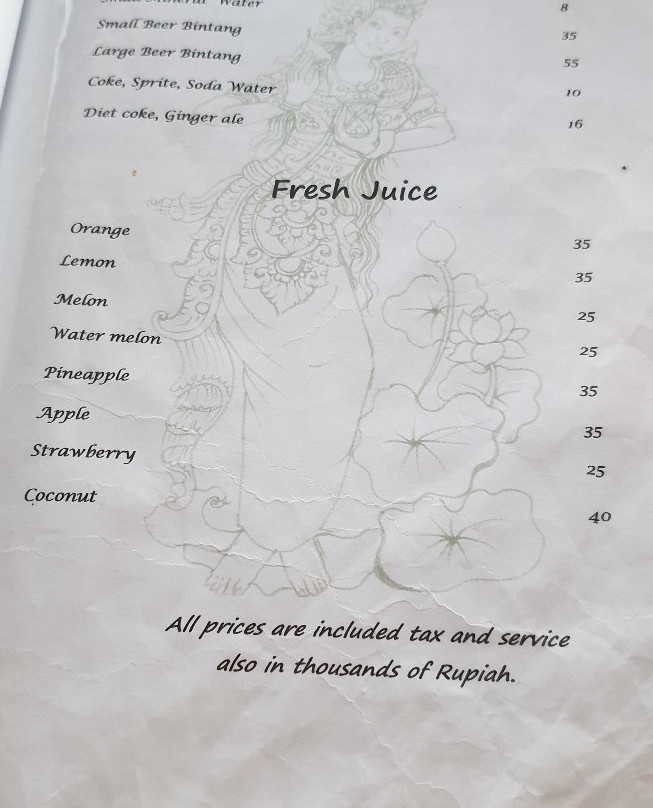 Water 8
Small Beer Bintang 35
Large Beer Bintang 55
Coke, Sprite, Soda Water 10
Diet coke, Ginger ale 16
Fresh Juice
Orange 35
Lemon 35
Melon 25
Water melon 25
Pineapple 35
Apple 35
Strawberry 25
Coconut 40
All prices are included tax and service
also in thousands of Rupiah.